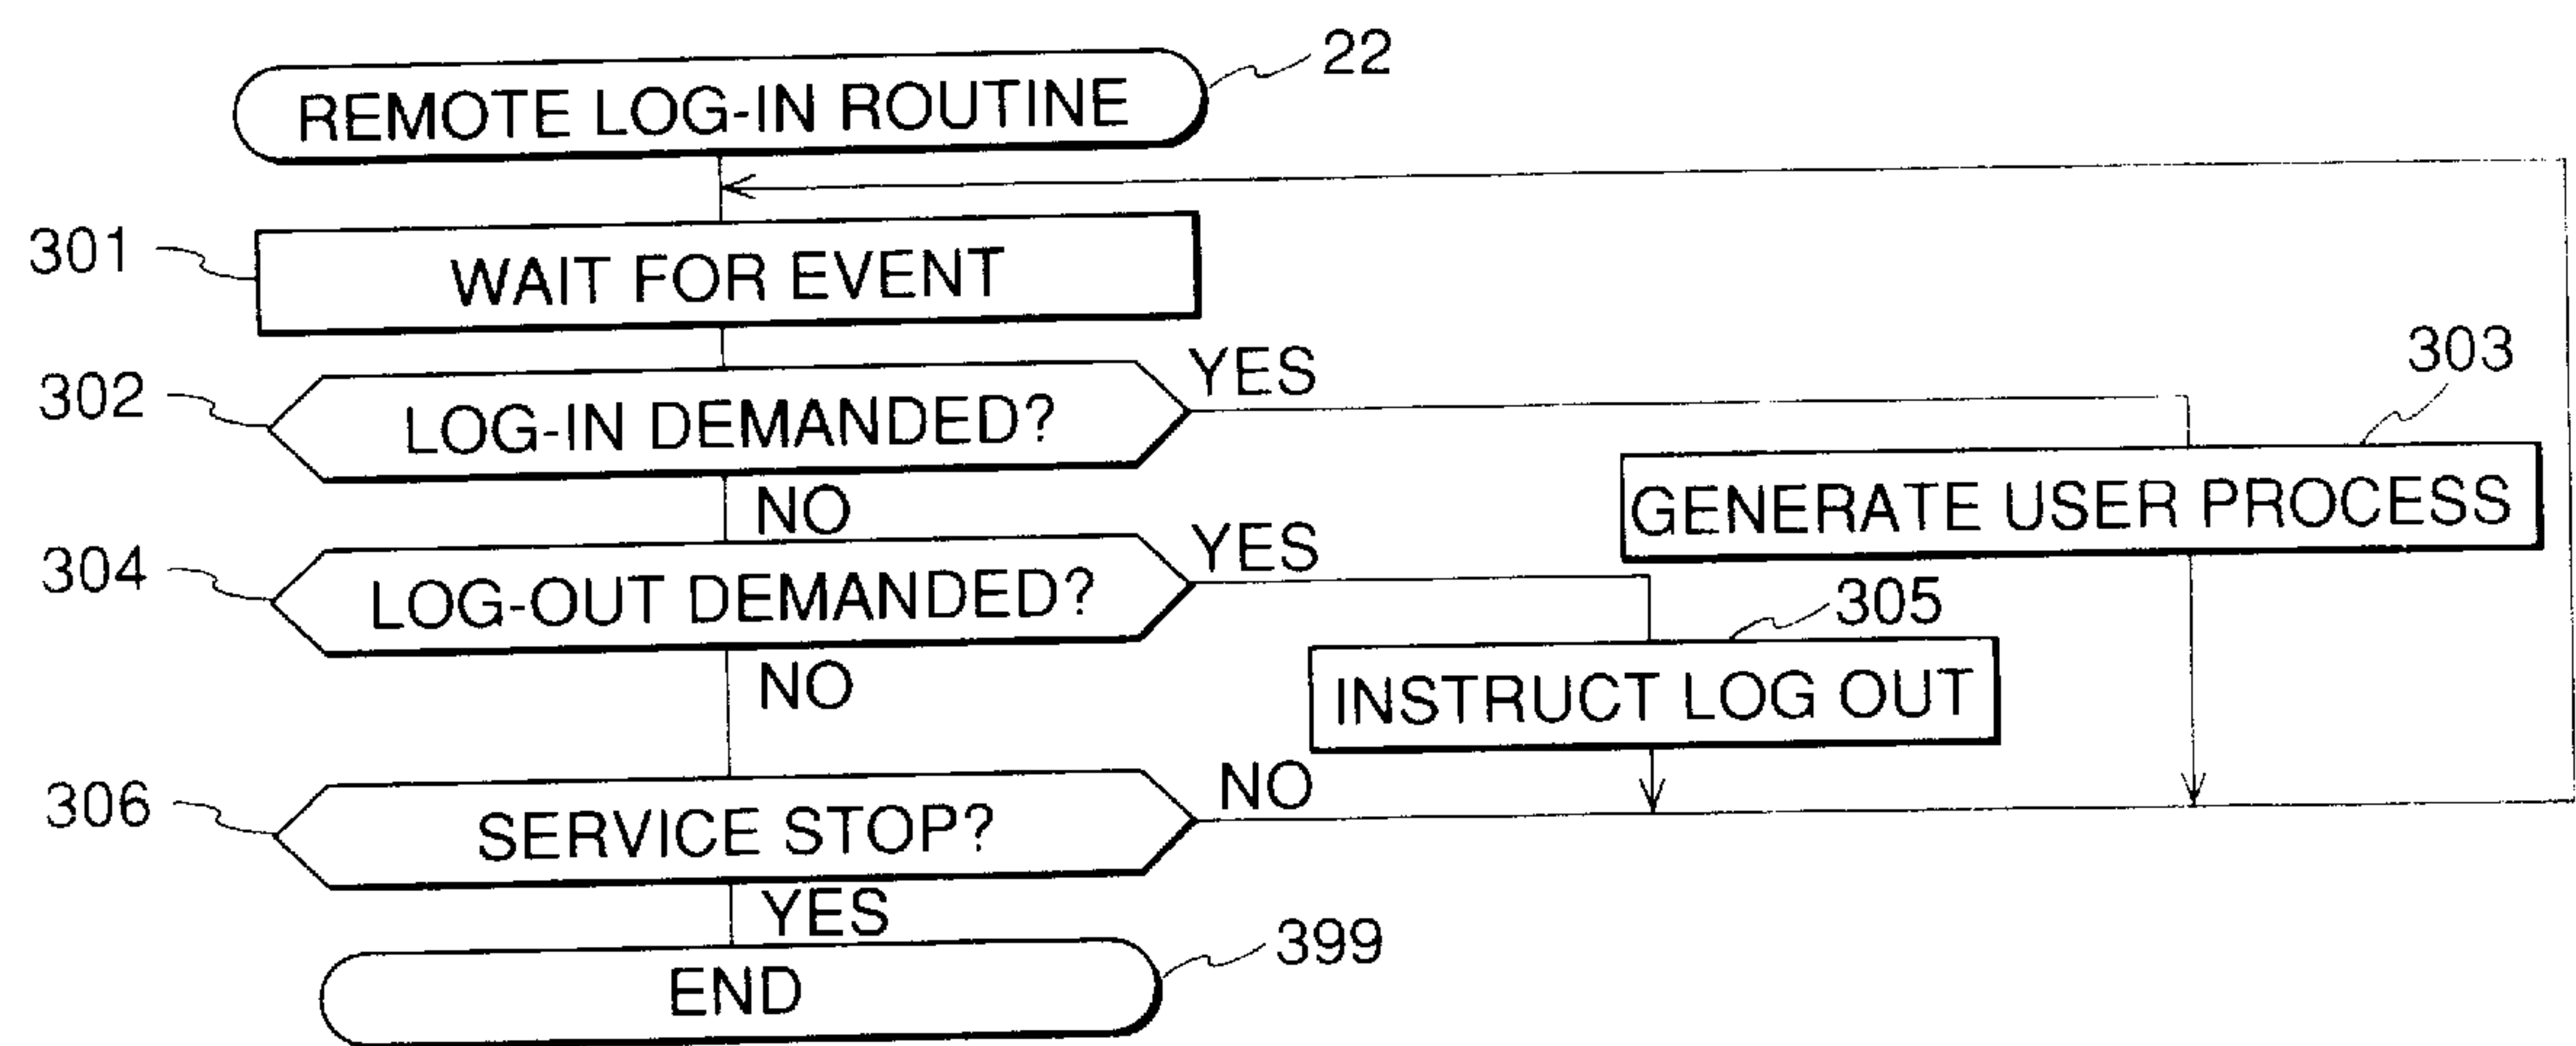 REMOTE LOG-IN ROUTINE
22
301
WAIT FOR EVENT
302
LOG-IN DEMANDED?
YES
303
GENERATE USER PROCESS
NO
304
LOG-OUT DEMANDED?
YES
305
INSTRUCT LOG OUT
NO
306
SERVICE STOP?
NO
YES
END
399